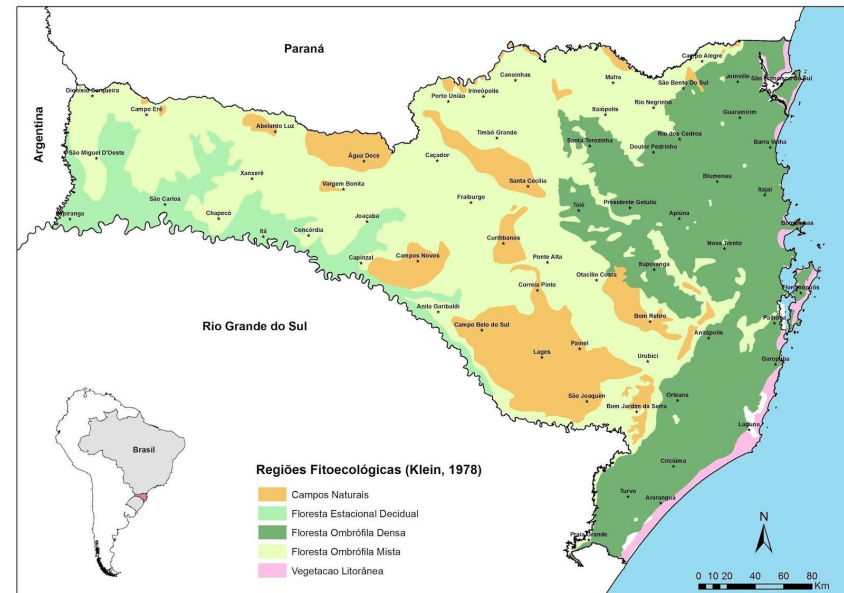 Paraná
Argentina
Rio Grande do Sul
Dionísio Cerqueira
Campo Erê
São Miguel D'Oeste
Abelardo Luz
Água Doce
Xanxerê
Vargem Bonita
São Carlos
Chapecó
Itá
Concórdia
Joaçaba
Capinzal
Campos Novos
Anita Garibaldi
Campo Belo do Sul
Canoinhas
Irineópolis
Porto União
Timbó Grande
Caçador
Santa Cecília
Fraiburgo
Curitibanos
Ponte Alta
Correia Pinto
Otacílio Costa
Lages
Painel
São Joaquim
Urubici
Bom Retiro
Bom Jardim da Serra
Campo Alegre
Mafra
São Bento Do Sul
Joinville
São Francisco do Sul
Itaiópolis
Rio Negrinho
Guaramirim
Santa Terezinha
Rio dos Cedros
Doutor Pedrinho
Barra Velha
Blumenau
Itajaí
Taió
Presidente Getúlio
Apiúna
Nova Trento
Ituporanga
Florianópolis
Palhoça
Anitápolis
Garopaba
Orleans
Laguna
Criciúma
Turvo
Araranguá
Praia Grande
Brasil
Regiões Fitoecológicas (Klein, 1978)
Campos Naturais
Floresta Estacional Decidual
Floresta Ombrófila Densa
Floresta Ombrófila Mista
Vegetacao Litorânea
N
0 10 20 40 60 80
Km